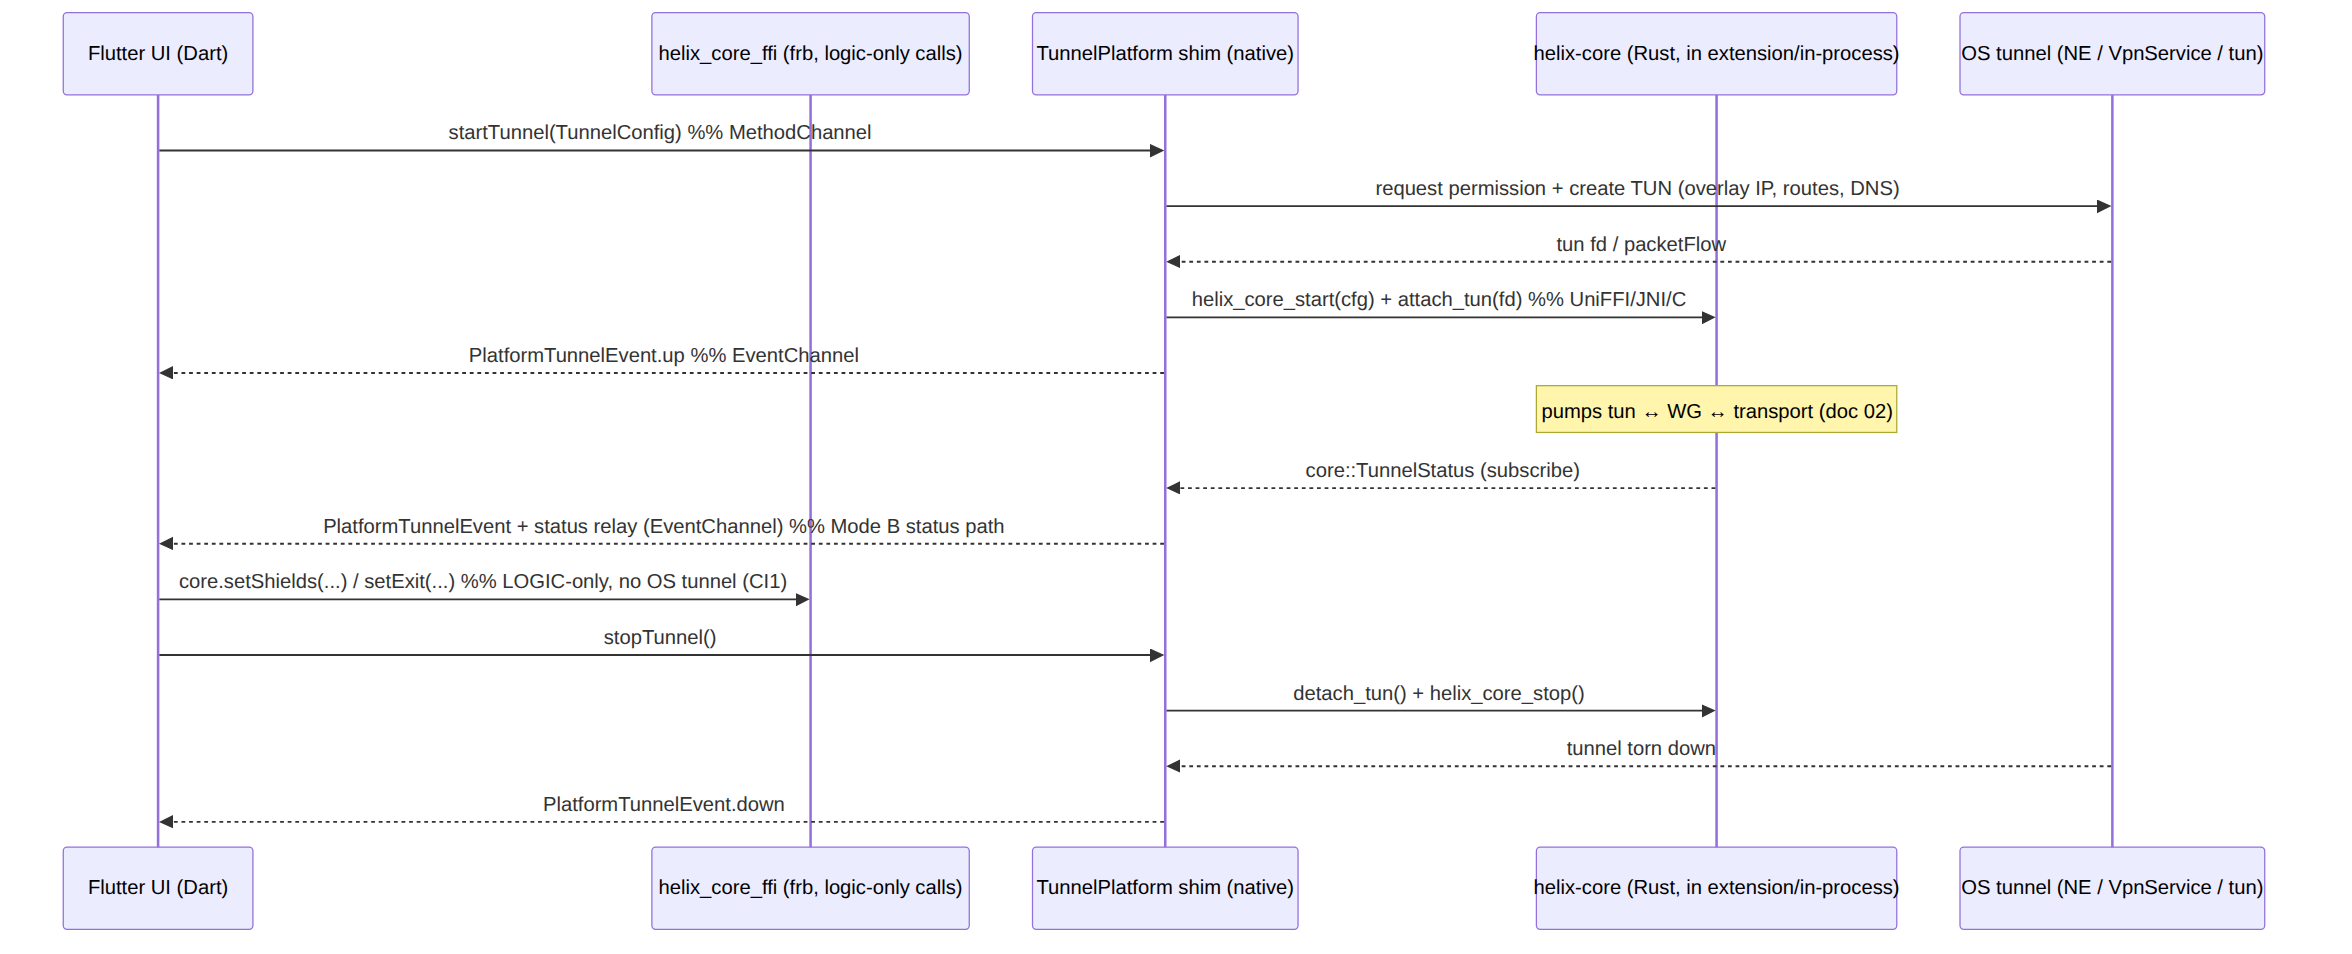 Flutter UI (Dart)
helix_core_ffi (frb, logic-only calls)
TunnelPlatform shim (native)
helix-core (Rust, in extension/in-process)
OS tunnel (NE / VpnService / tun)
startTunnel(TunnelConfig) %% MethodChannel
request permission + create TUN (overlay IP, routes, DNS)
tun fd / packetFlow
helix_core_start(cfg) + attach_tun(fd) %% UniFFI/JNI/C
PlatformTunnelEvent.up %% EventChannel
pumps tun ↔ WG ↔ transport (doc 02)
core::TunnelStatus (subscribe)
PlatformTunnelEvent + status relay (EventChannel) %% Mode B status path
core.setShields(...) / setExit(...) %% LOGIC-only, no OS tunnel (CI1)
stopTunnel()
detach_tun() + helix_core_stop()
tunnel torn down
PlatformTunnelEvent.down
Flutter UI (Dart)
helix_core_ffi (frb, logic-only calls)
TunnelPlatform shim (native)
helix-core (Rust, in extension/in-process)
OS tunnel (NE / VpnService / tun)